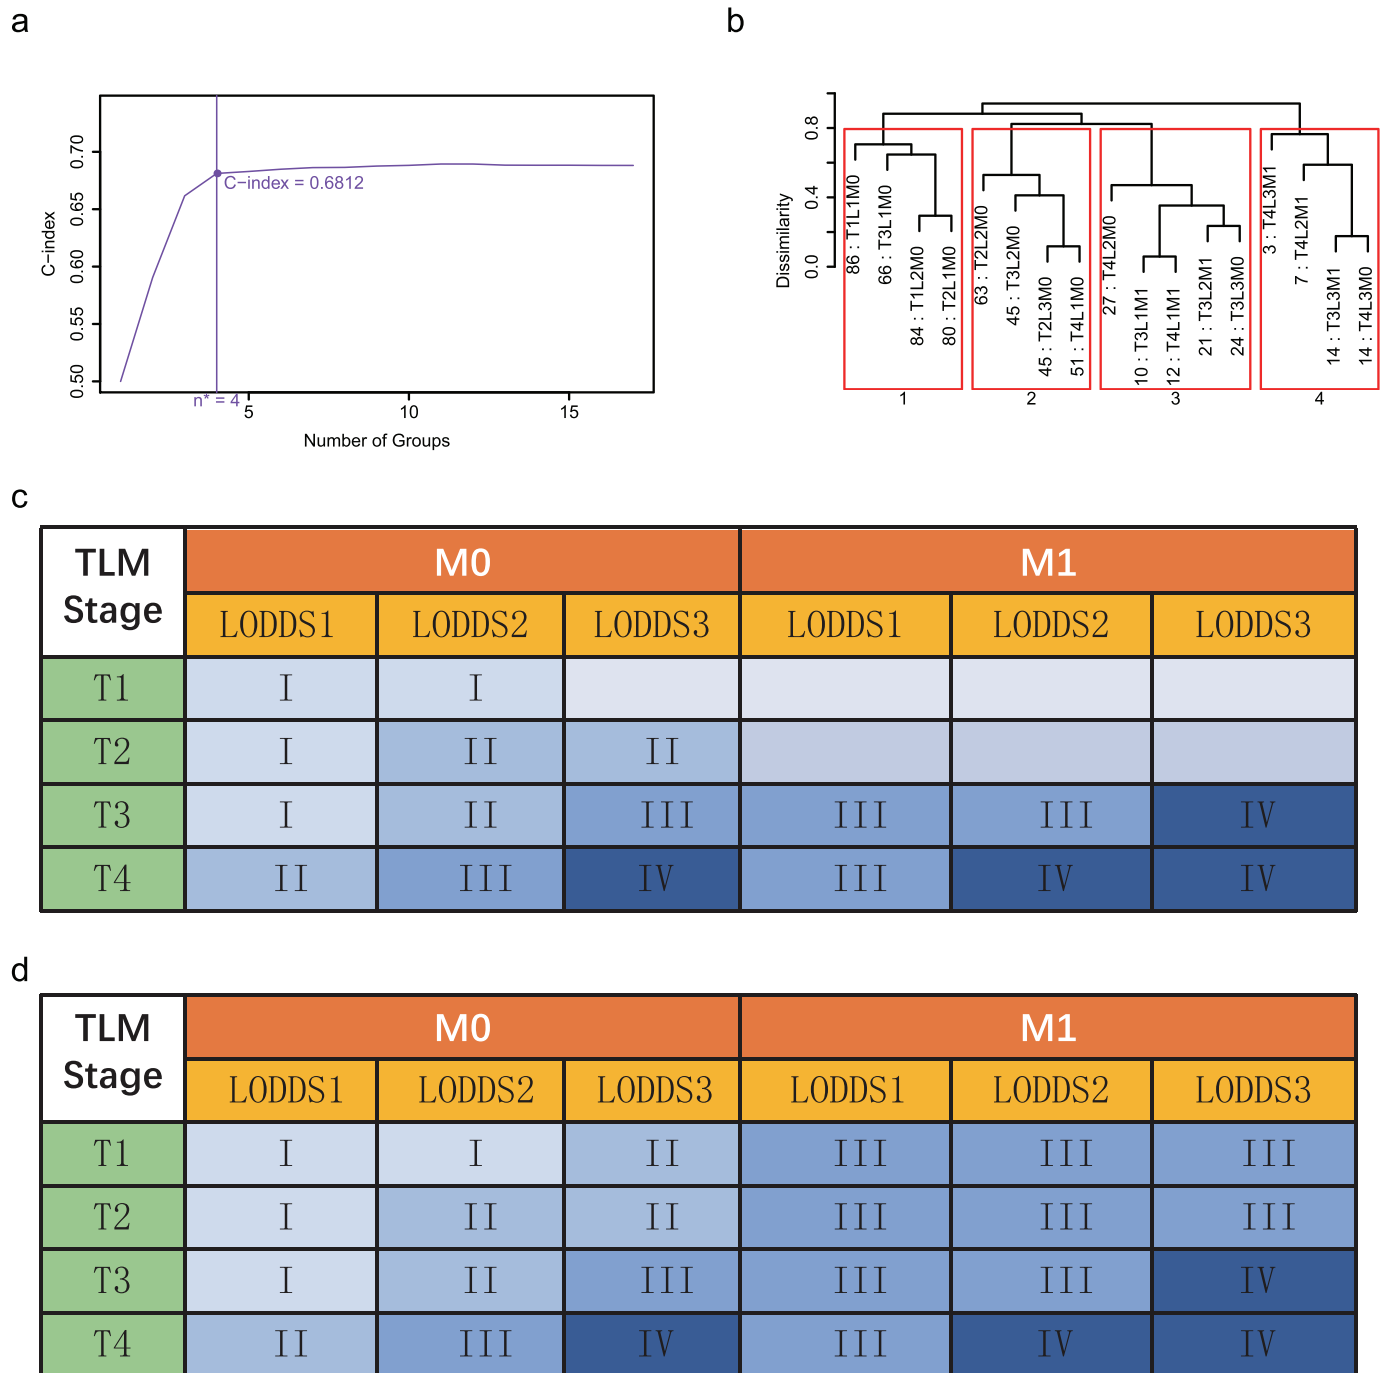 a
C-index
0.70
0.65
0.60
0.55
0.50
C-index = 0.6812
n* = 4
5
10
15
Number of Groups
b
Dissimilarity
0.8
0.4
0.0
86 : T1L1M0
66 : T3L1M0
84 : T1L2M0
80 : T2L1M0
63 : T2L2M0
45 : T3L2M0
45 : T2L3M0
51 : T4L1M0
27 : T4L2M0
10 : T3L1M1
12 : T4L1M1
21 : T3L2M1
24 : T3L3M0
3 : T4L3M1
7 : T4L2M1
14 : T3L3M1
14 : T4L3M0
1 2 3 4
c
TLM Stage M0 M1
LODDS1 LODDS2 LODDS3 LODDS1 LODDS2 LODDS3
T1 I I
T2 I II II
T3 I II III III III IV
T4 II III IV III IV IV
d
TLM Stage M0 M1
LODDS1 LODDS2 LODDS3 LODDS1 LODDS2 LODDS3
T1 I I II III III III
T2 I II II III III III
T3 I II III III III IV
T4 II III IV III IV IV